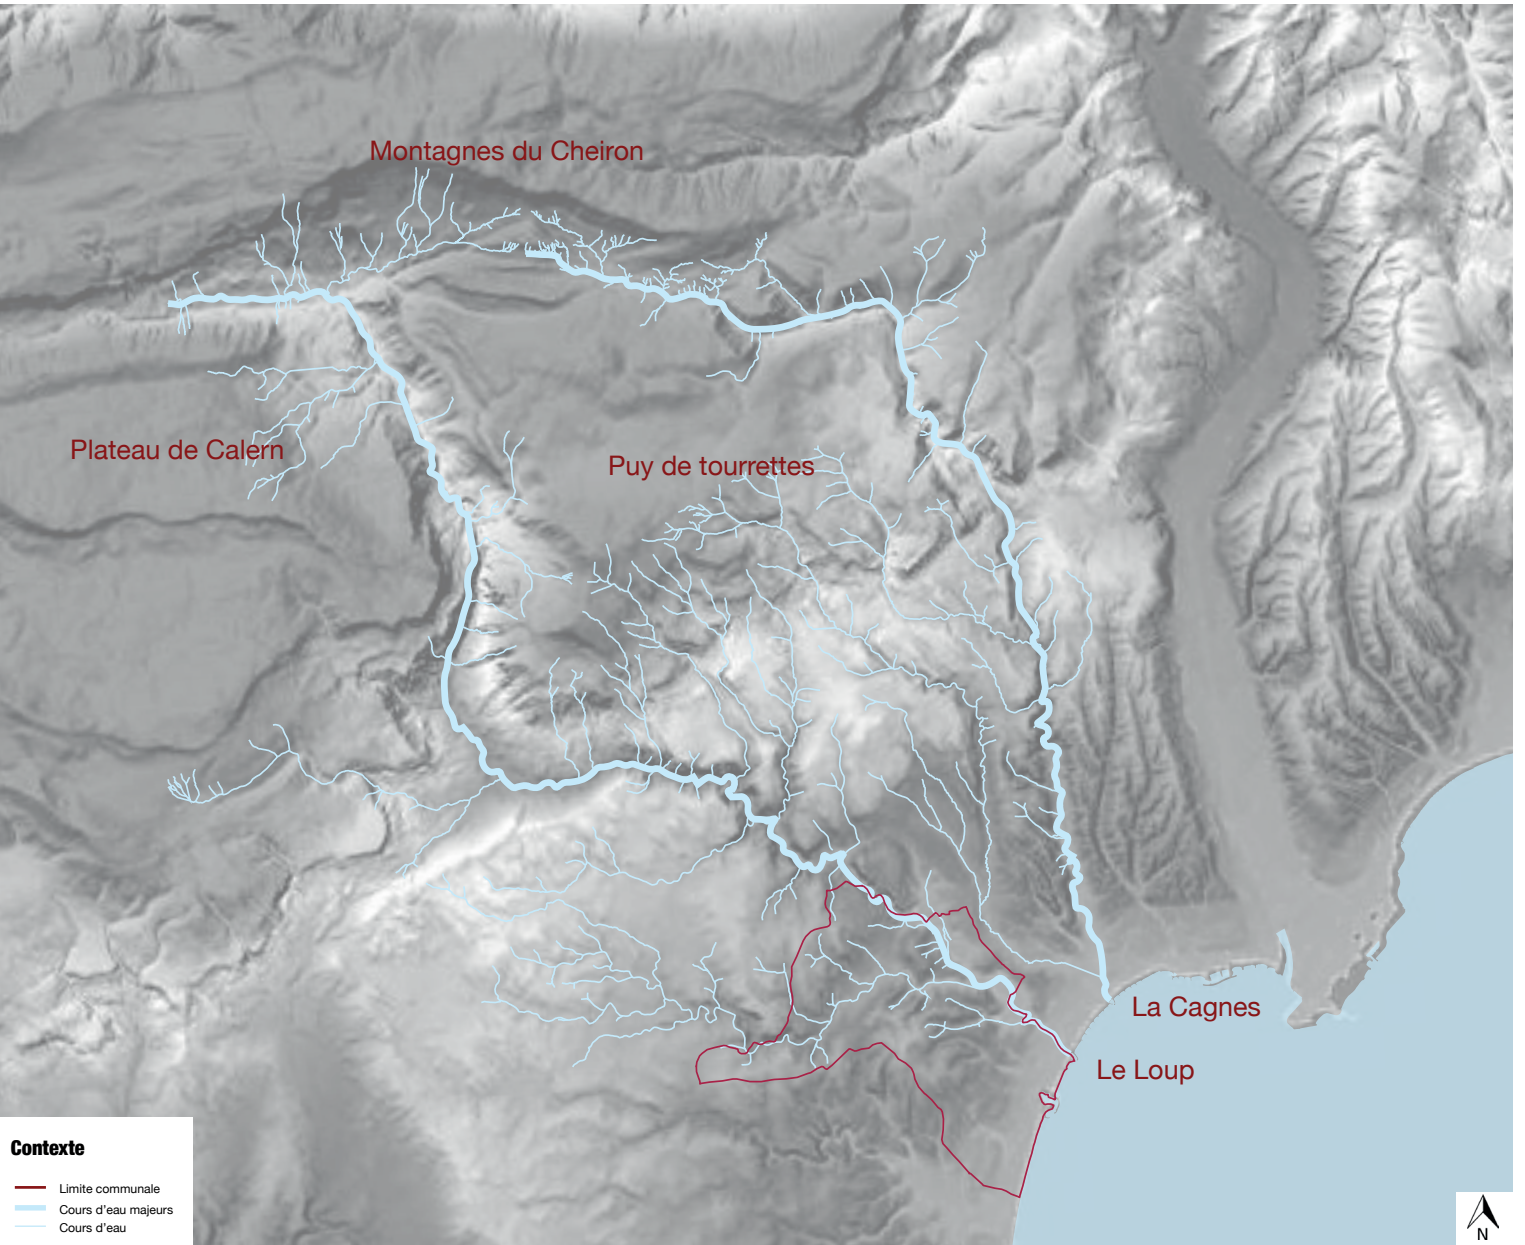 Montagnes du Cheiron
Plateau de Calern
Puy de tourrettes
La Cagnes
Le Loup
Contexte
Limite communale
Cours d'eau majeurs
Cours d'eau
N